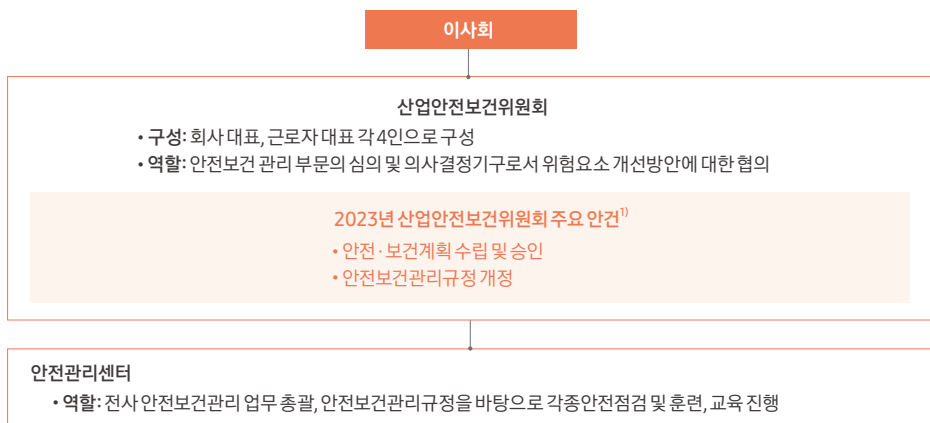 이사회
산업안전보건위원회
• 구성: 회사 대표, 근로자 대표 각 4인으로 구성
• 역할: 안전보건 관리 부문의 심의 및 의사결정기구로서 위험요소 개선방안에 대한 협의
2023년 산업안전보건위원회 주요 안건1)
• 안전·보건계획 수립 및 승인
• 안전보건관리규정 개정
안전관리센터
• 역할: 전사 안전보건관리 업무 총괄, 안전보건관리규정을 바탕으로 각종안전점검 및 훈련, 교육 진행